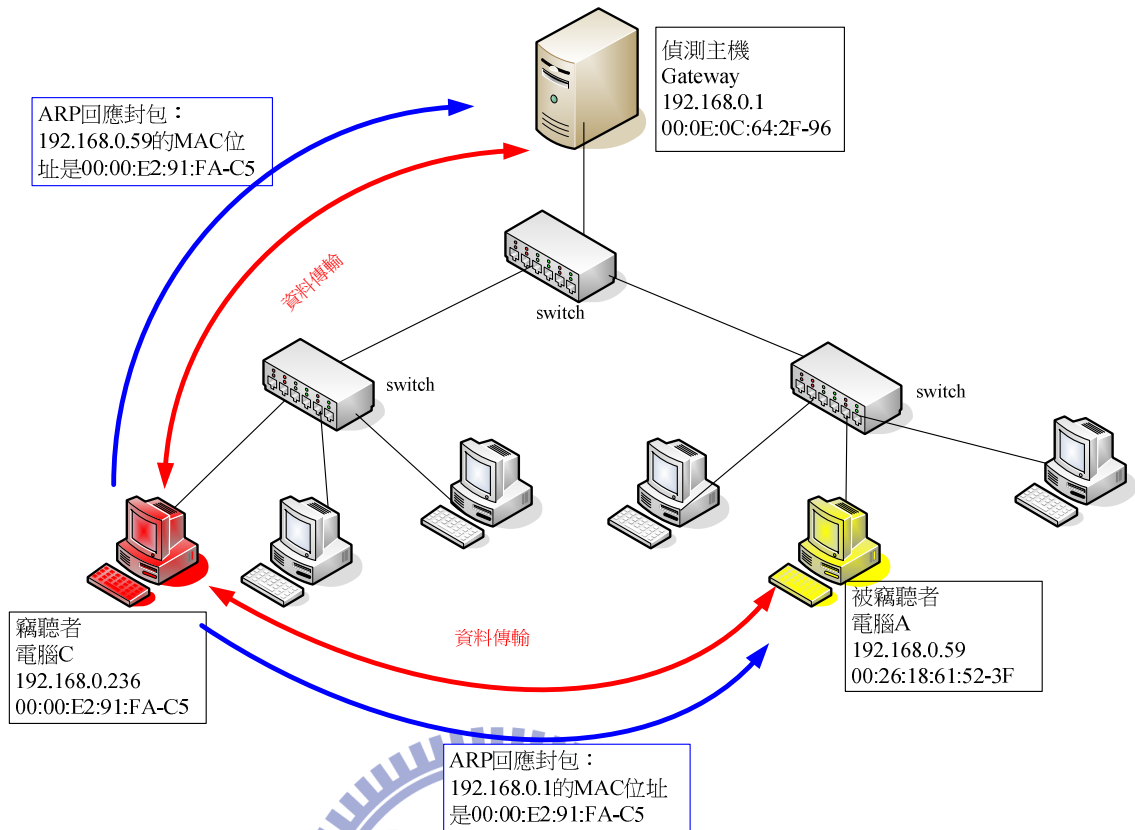 偵測主機
Gateway
192.168.0.1
00:0E:0C:64:2F-96
ARP回應封包：
192.168.0.59的MAC位
址是00:00:E2:91:FA-C5
資料傳輸
switch
switch
switch
竊聽者
電腦C
192.168.0.236
00:00:E2:91:FA-C5
資料傳輸
被竊聽者
電腦A
192.168.0.59
00:26:18:61:52-3F
ARP回應封包：
192.168.0.1的MAC位址
是00:00:E2:91:FA-C5